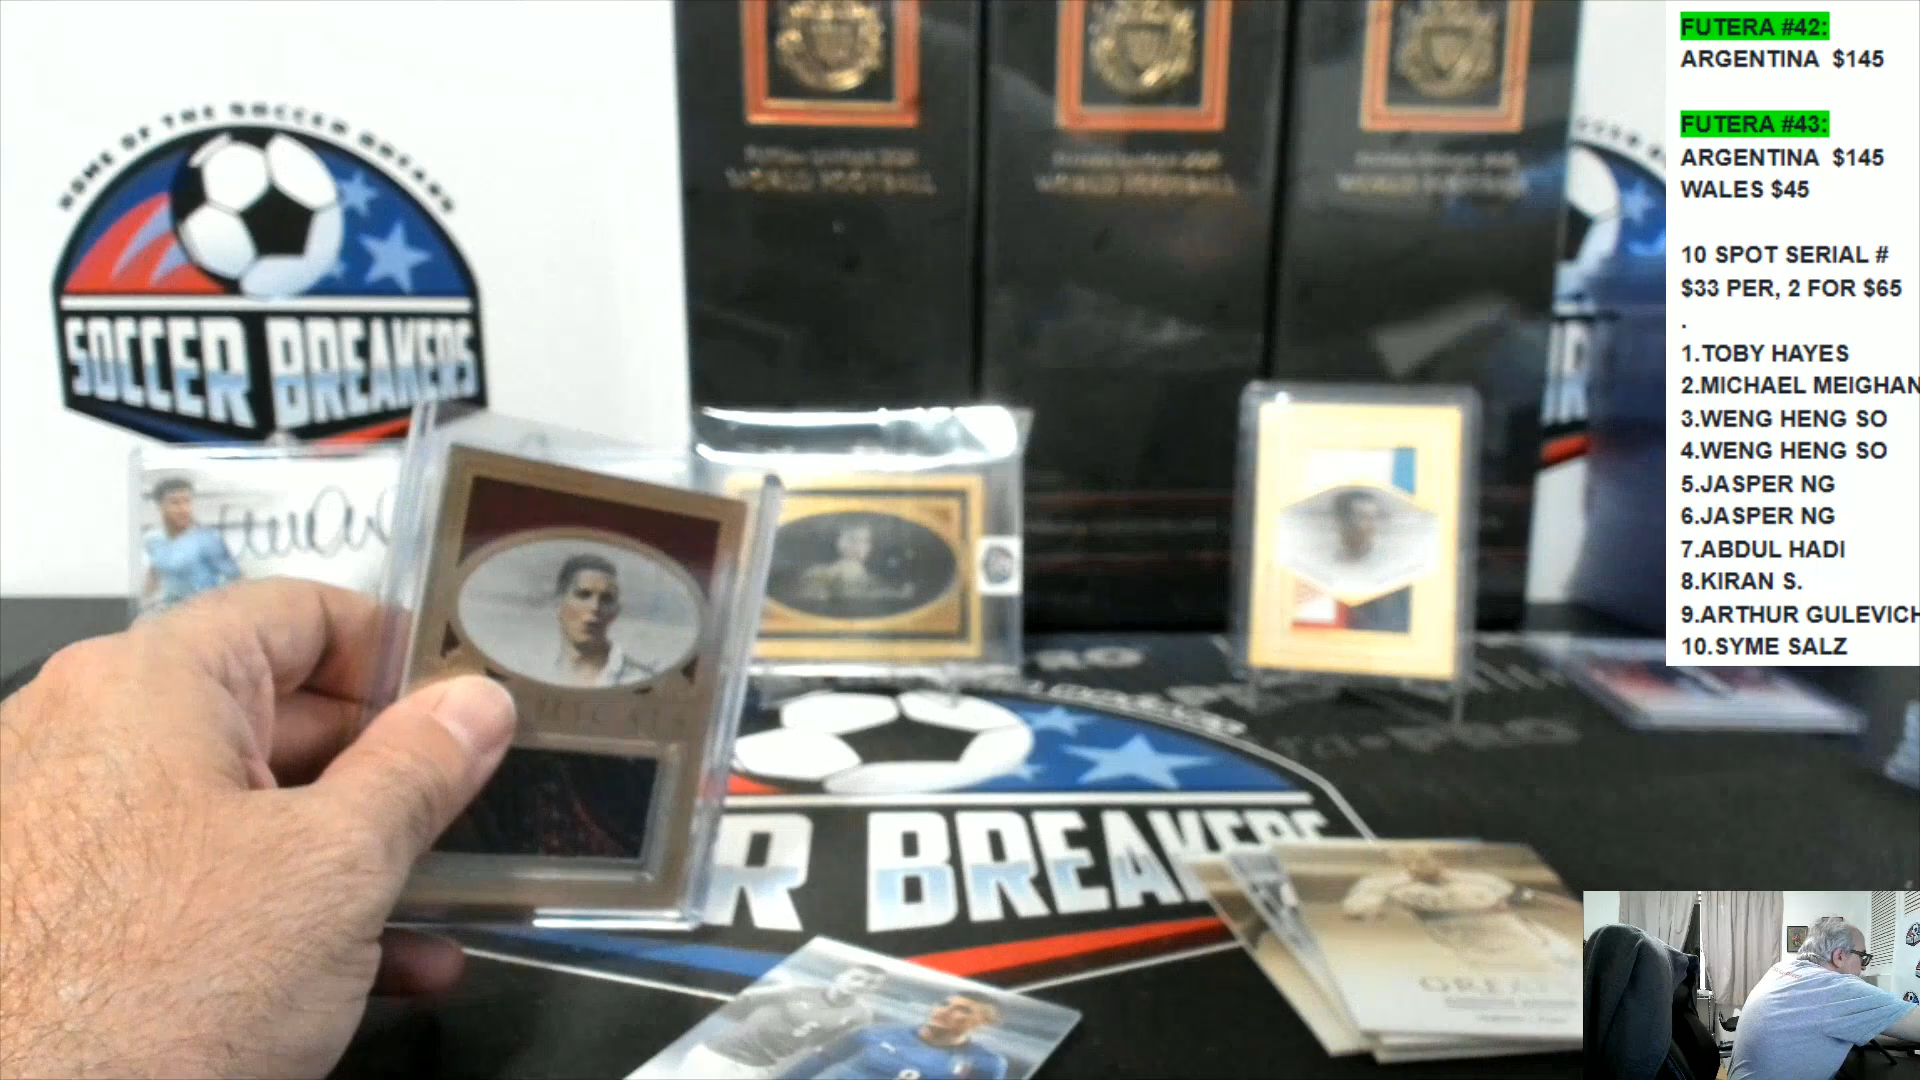 HOME OF THE SOCCER BREAKS
SOCCER BREAKERS
WORLD FOOTBALL
WORLD FOOTBALL
WORLD FOOTBALL
R BREAKERS
FUTERA #42:
ARGENTINA $145
FUTERA #43:
ARGENTINA $145
WALES $45
10 SPOT SERIAL #
$33 PER, 2 FOR $65
.
1.TOBY HAYES
2.MICHAEL MEIGHAN
3.WENG HENG SO
4.WENG HENG SO
5.JASPER NG
6.JASPER NG
7.ABDUL HADI
8.KIRAN S.
9.ARTHUR GULEVICH
10.SYME SALZ